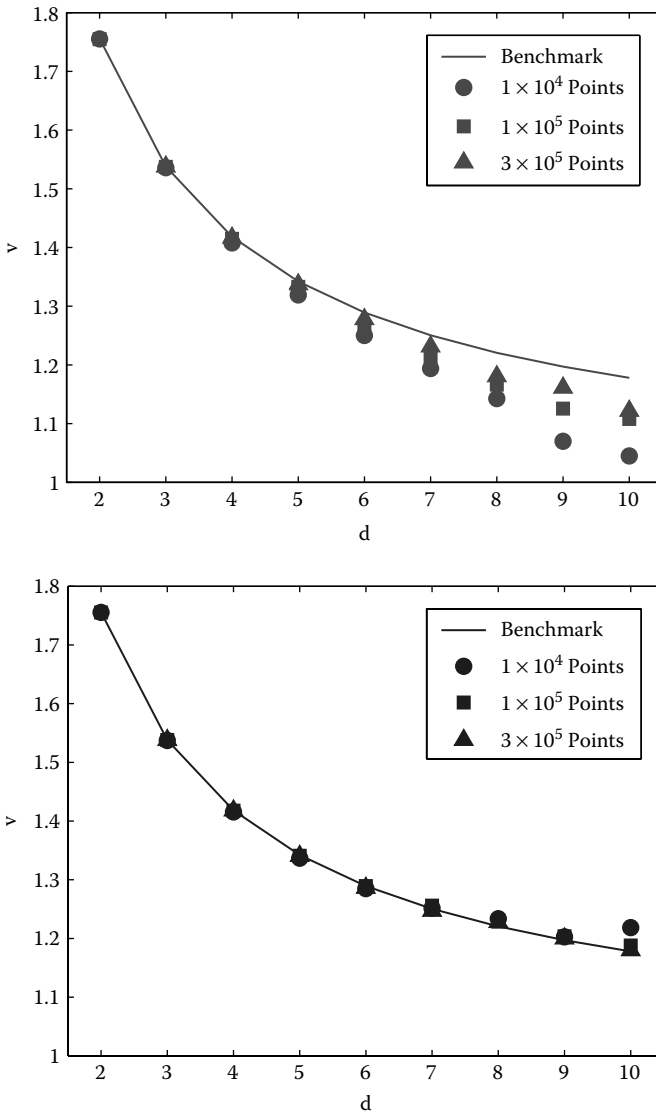 1.8
1.7
1.6
1.5
1.4
1.3
1.2
1.1
1
v
2 3 4 5 6 7 8 9 10
d
Benchmark
1 × 10⁴ Points
1 × 10⁵ Points
3 × 10⁵ Points
1.8
1.7
1.6
1.5
1.4
1.3
1.2
1.1
1
v
2 3 4 5 6 7 8 9 10
d
Benchmark
1 × 10⁴ Points
1 × 10⁵ Points
3 × 10⁵ Points